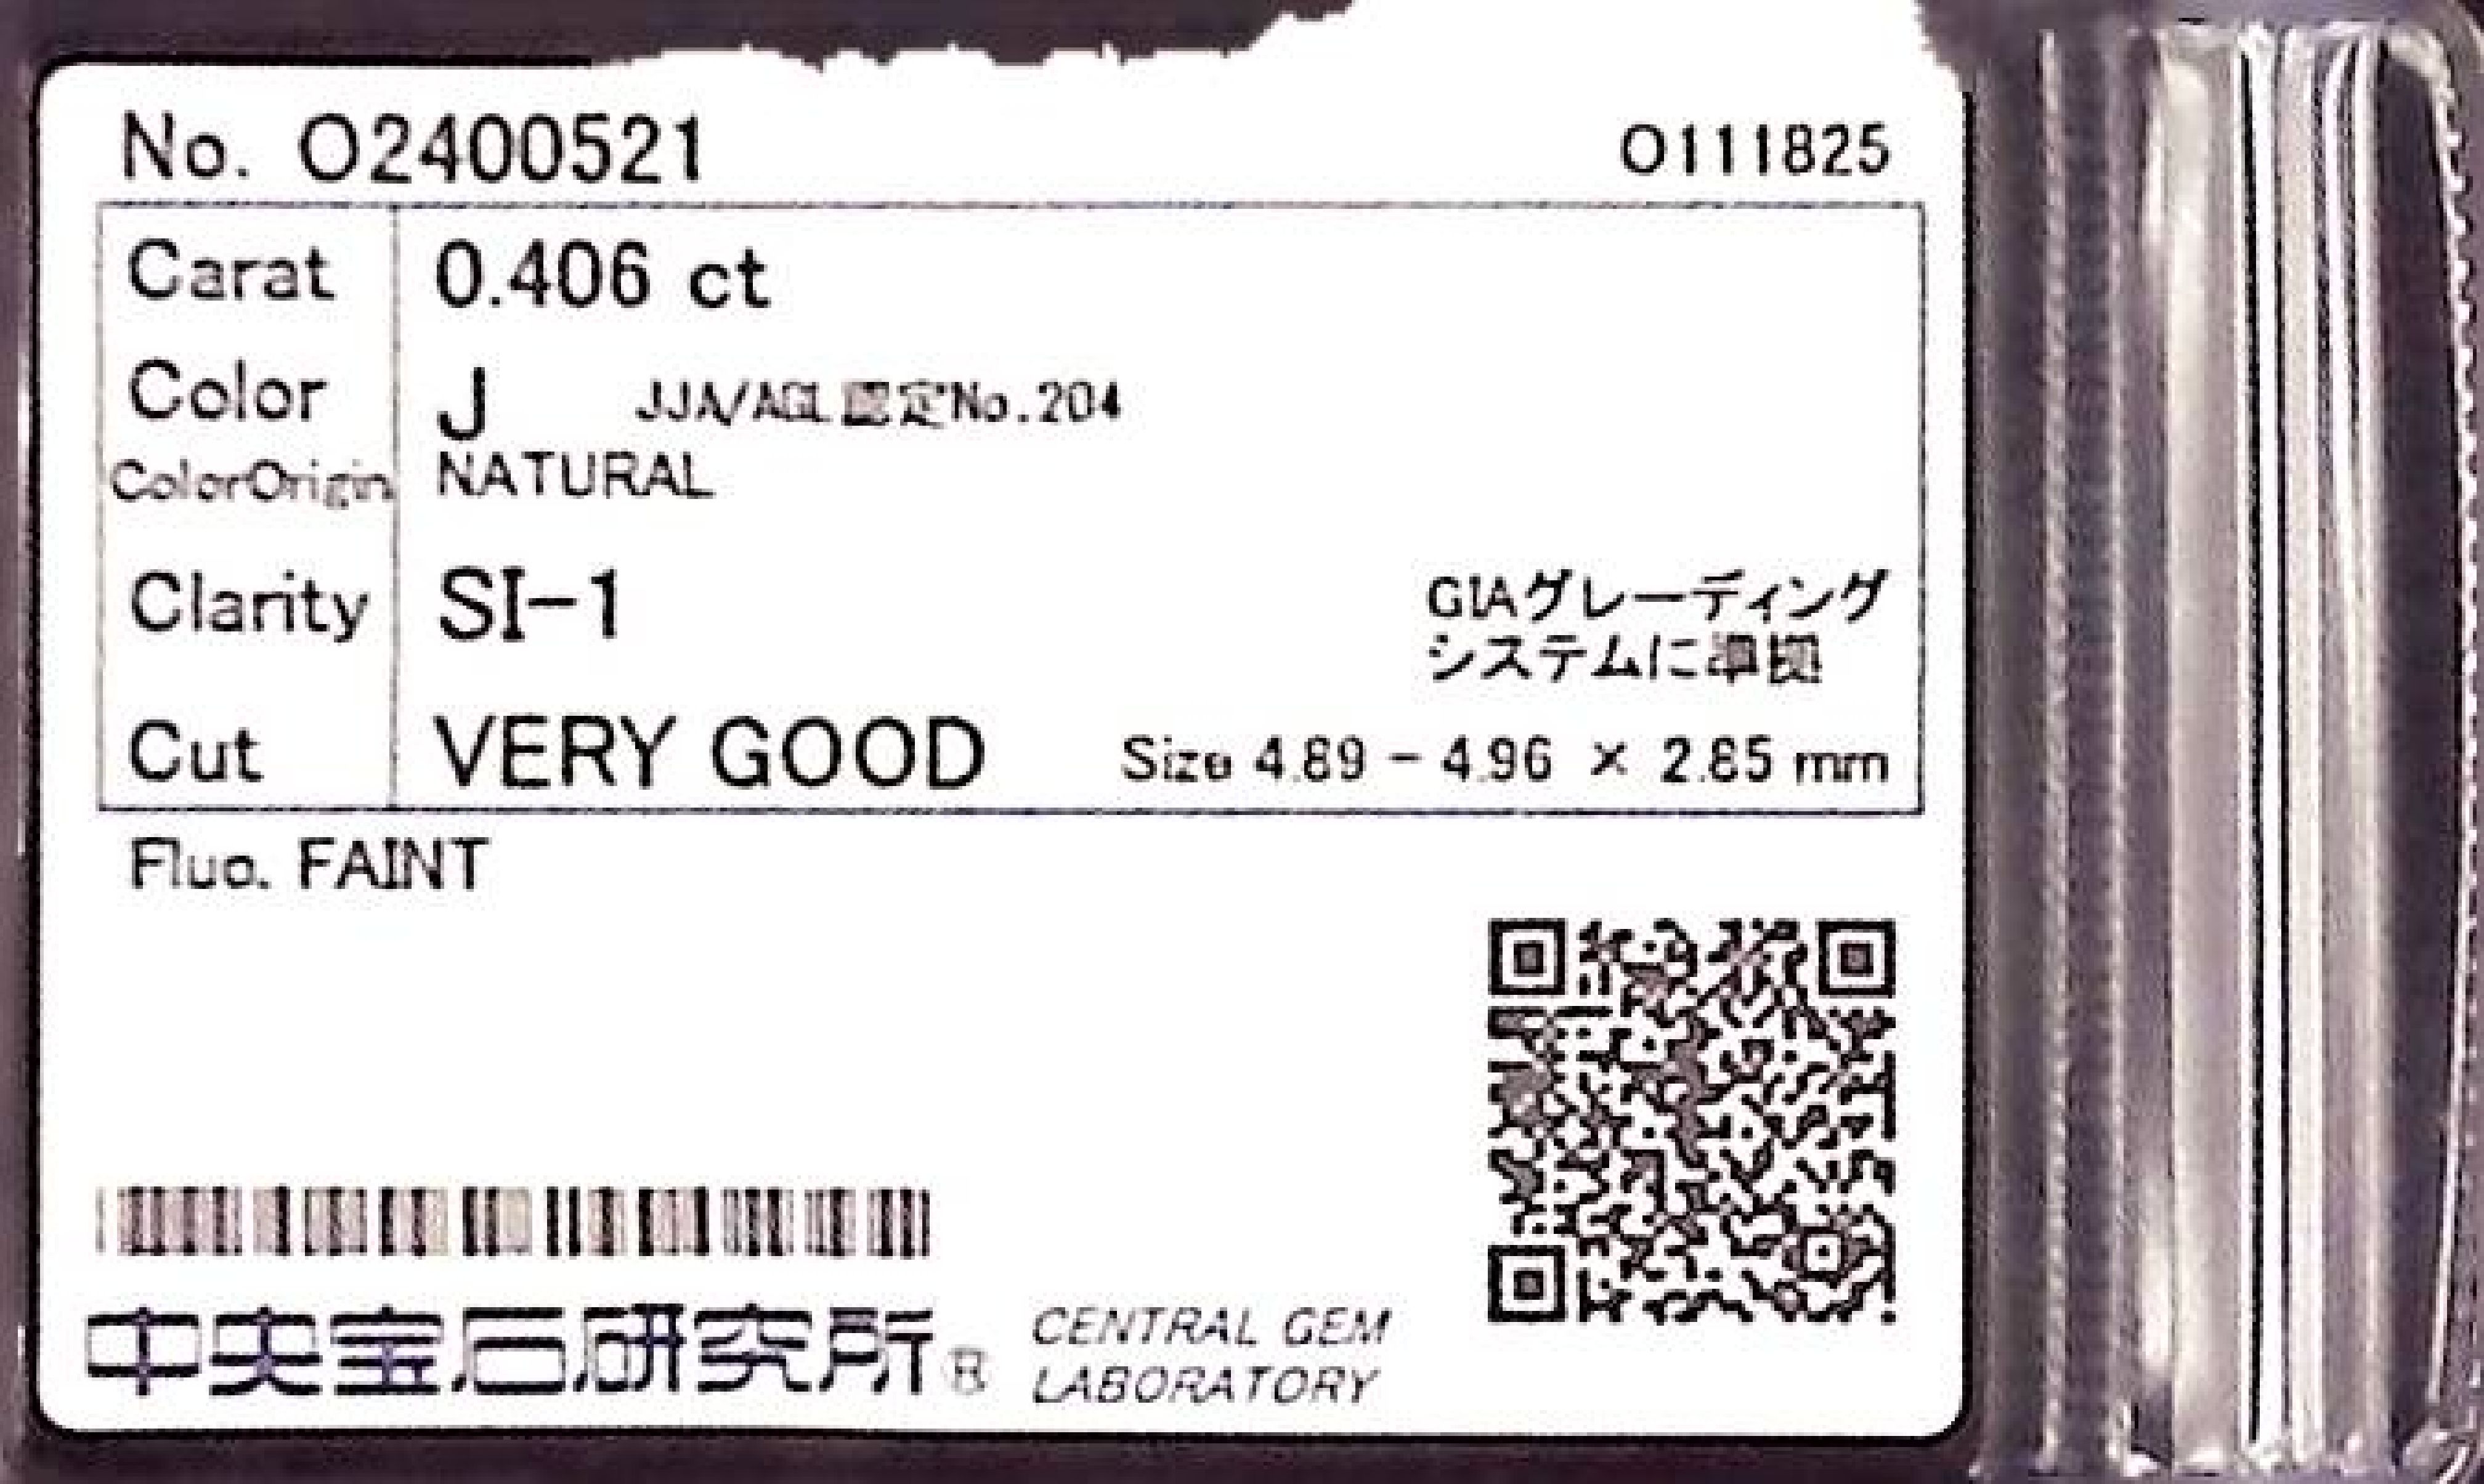 No. O2400521 O111825
Carat 0.406 ct
Color J JJA/AGL認定No.204
ColorOrigin NATURAL
Clarity SI-1 GIAグレーディング
システムに準拠
Cut VERY GOOD Size 4.89 - 4.96 × 2.85 mm
Fluo. FAINT
中央宝石研究所® CENTRAL GEM
LABORATORY